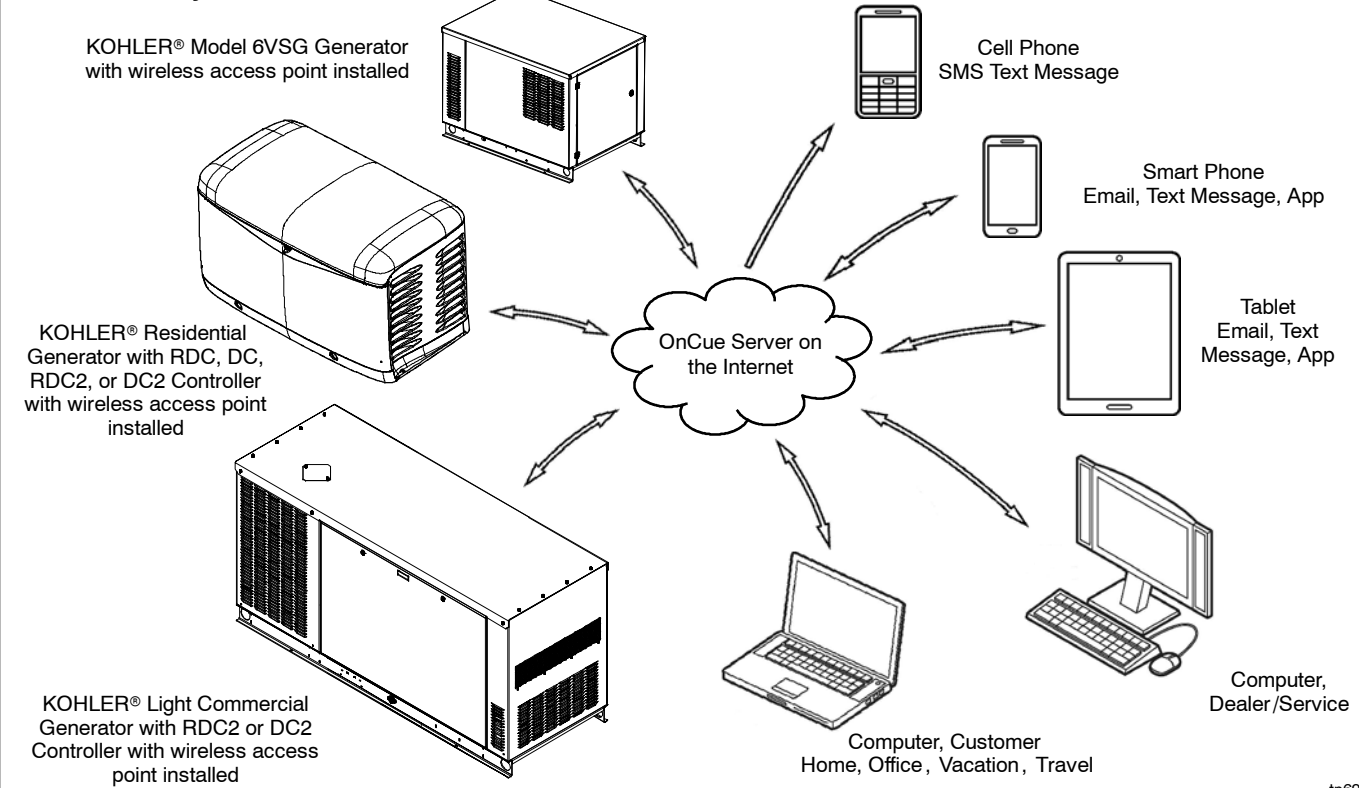 KOHLER® Model 6VSG Generator
with wireless access point installed
Cell Phone
SMS Text Message
Smart Phone
Email, Text Message, App
Tablet
Email, Text
Message, App
OnCue Server on
the Internet
KOHLER® Residential
Generator with RDC, DC,
RDC2, or DC2 Controller
with wireless access point
installed
KOHLER® Light Commercial
Generator with RDC2 or DC2
Controller with wireless access
point installed
Computer, Customer
Home, Office, Vacation, Travel
Computer,
Dealer/Service